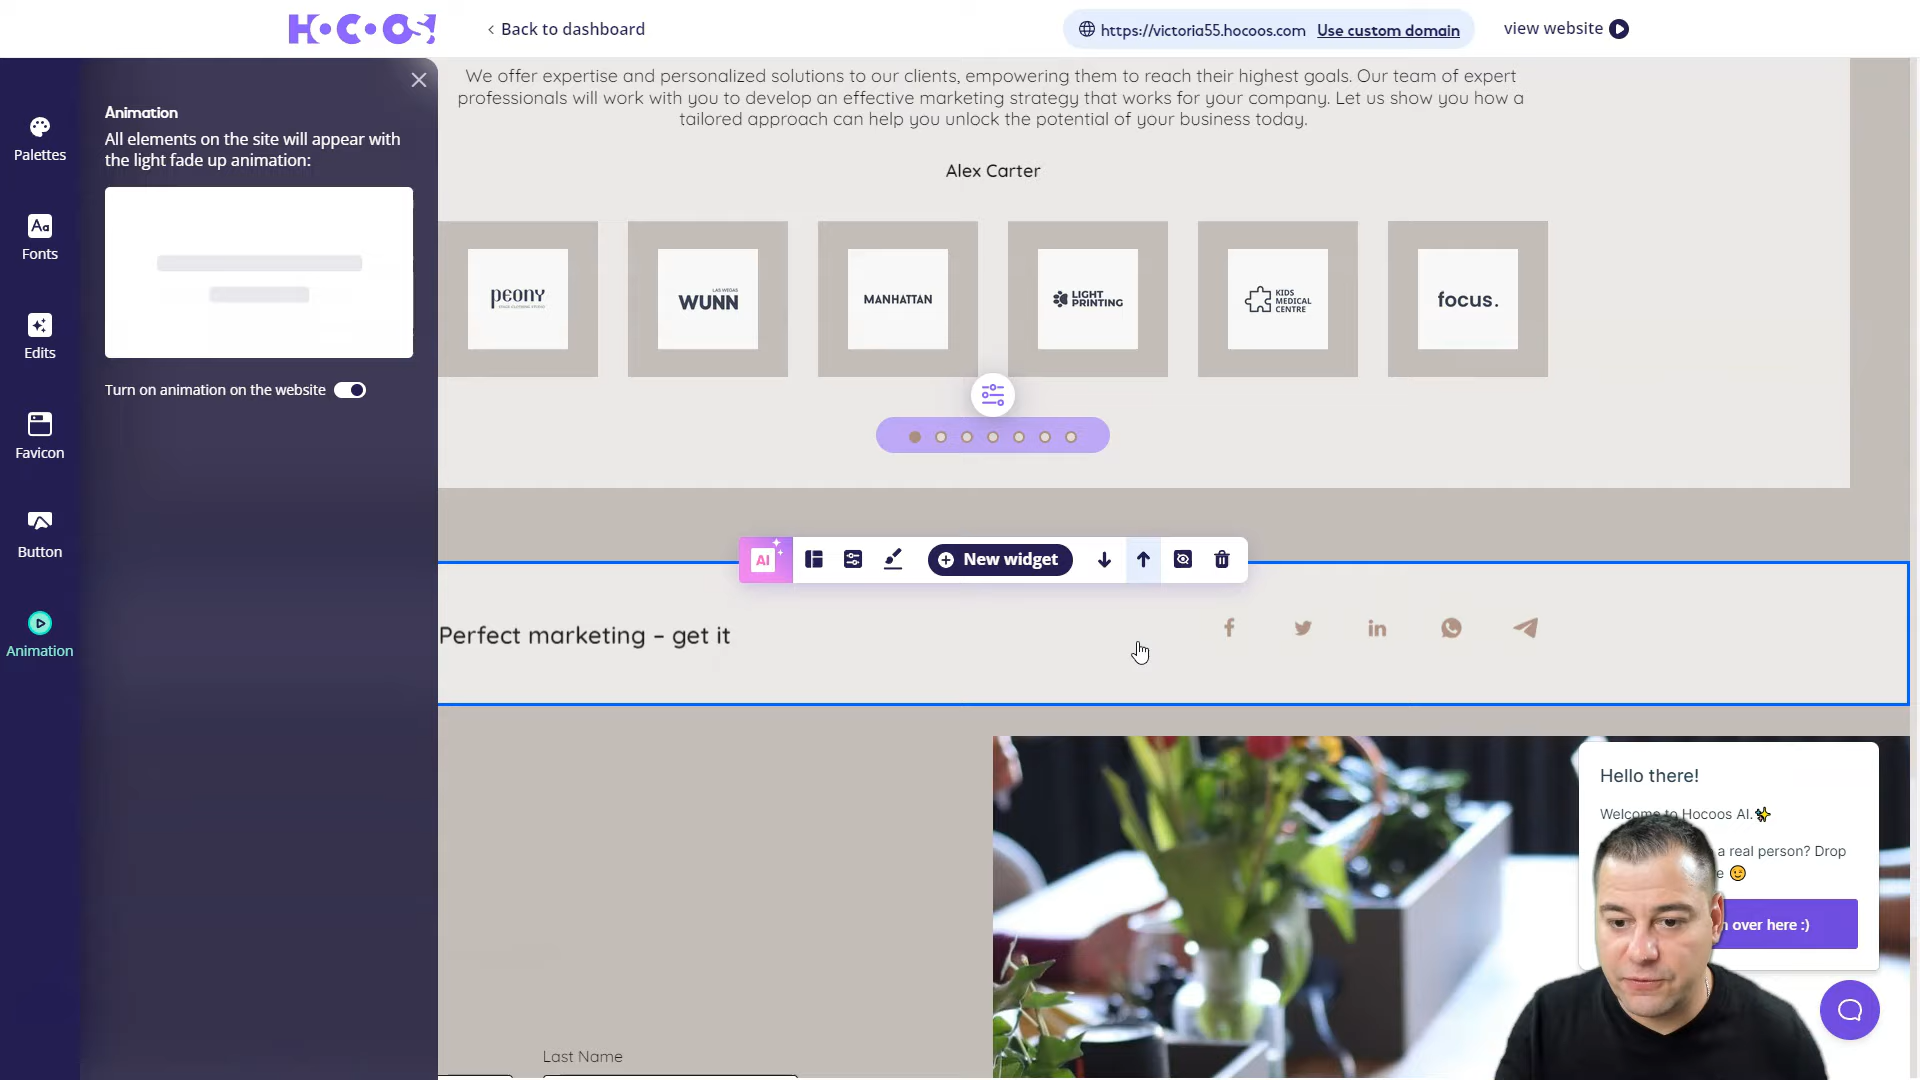 HOCOOS!
Back to dashboard
https://victoria55.hocoos.com Use custom domain
view website
Palettes
Aa
Fonts
Edits
Favicon
Button
Animation
Animation
All elements on the site will appear with
the light fade up animation:
Turn on animation on the website
We offer expertise and personalized solutions to our clients, empowering them to reach their highest goals. Our team of expert
professionals will work with you to develop an effective marketing strategy that works for your company. Let us show you how a
tailored approach can help you unlock the potential of your business today.
Alex Carter
peony
LAS VEGAS
WUNN
MANHATTAN
LIGHT
PRINTING
KIDS
MEDICAL
CENTRE
focus.
AI
New widget
Perfect marketing – get it
Last Name
Hello there!
Welcome to Hocoos AI.✨
a real person? Drop
over here :)